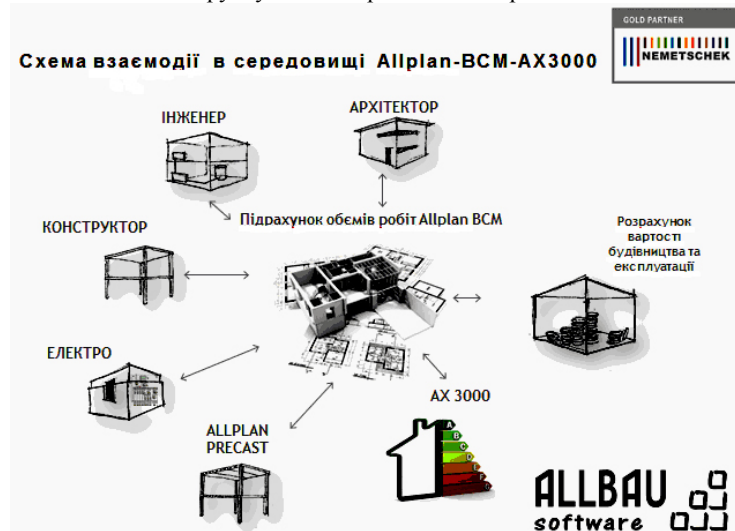 GOLD PARTNER
NEMETSCHEK
Схема взаємодії в середовищі Allplan-BCM-AX3000
ІНЖЕНЕР
АРХІТЕКТОР
Підрахунок обємів робіт Allplan BCM
КОНСТРУКТОР
Розрахунок
вартості
будівництва та
експлуатації
ЕЛЕКТРО
AX 3000
ALLPLAN
PRECAST
A
B
C
D
ALLBAU
software